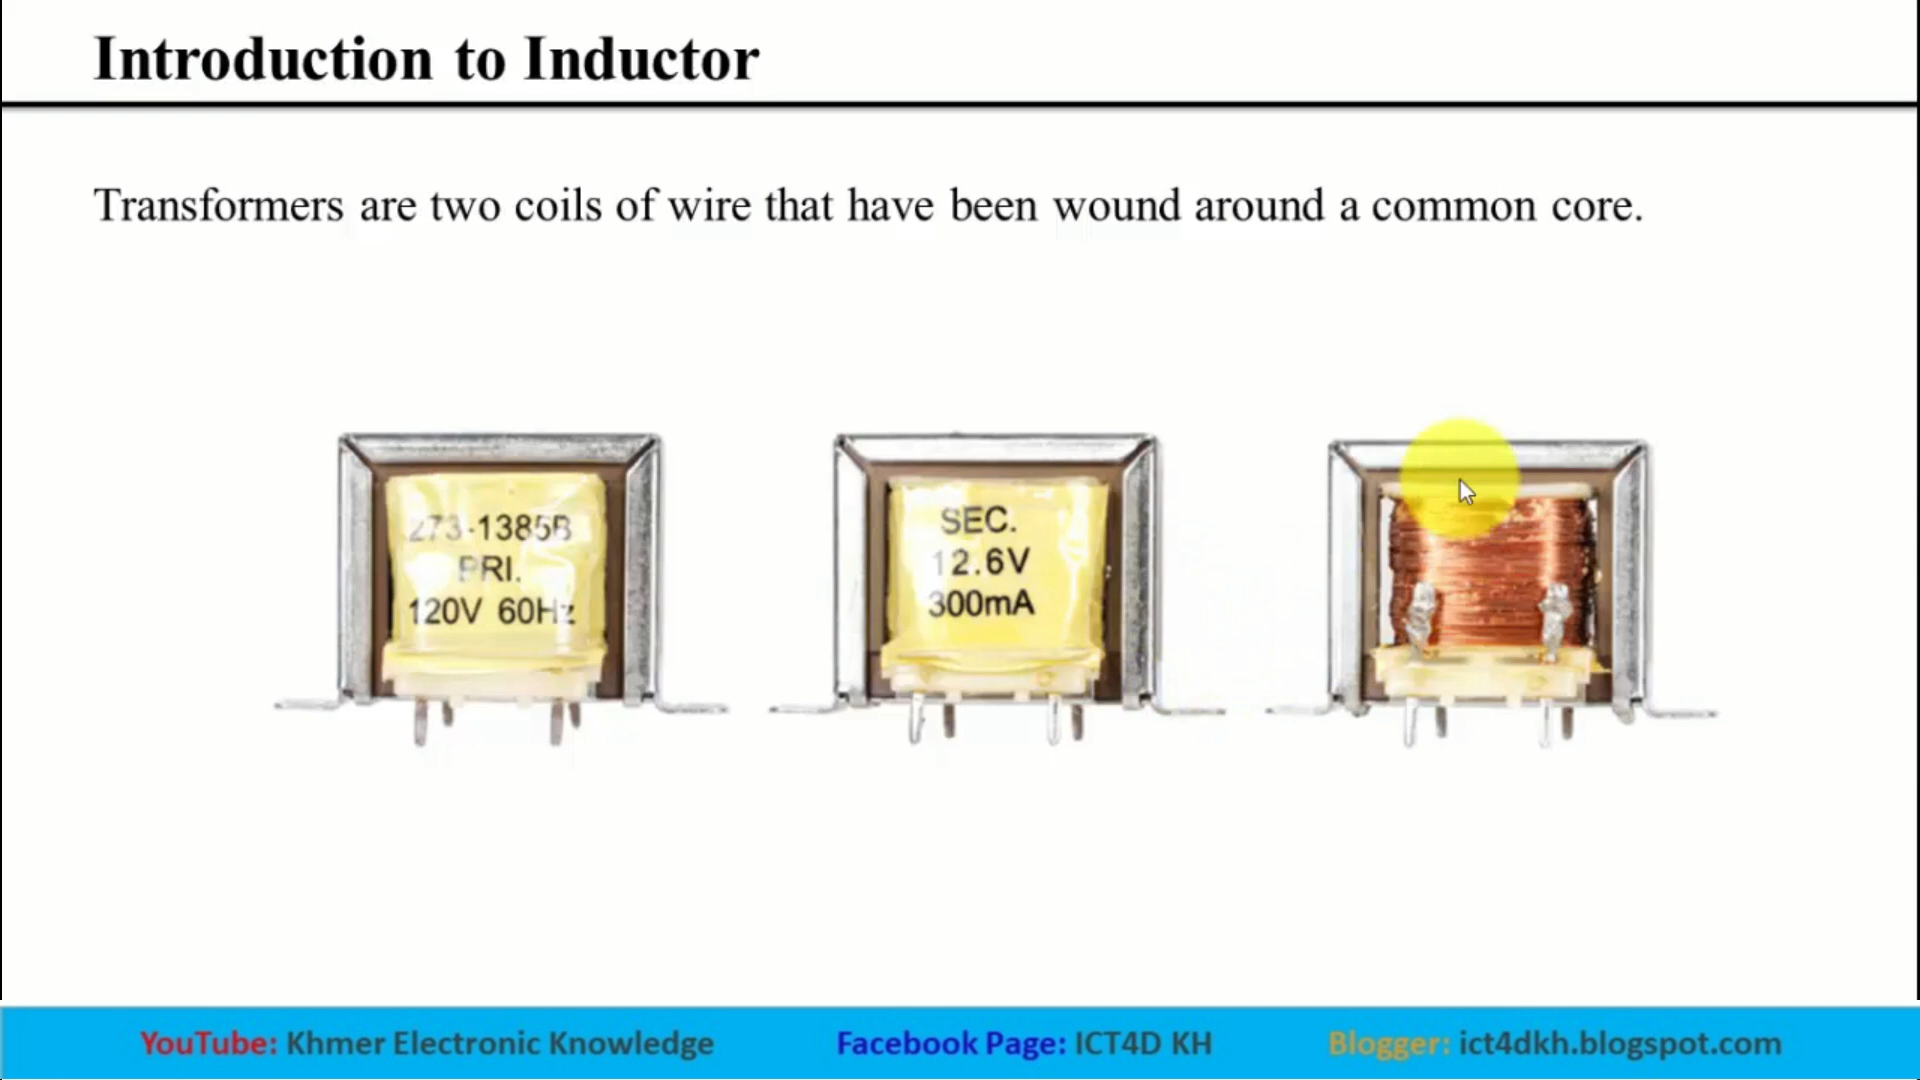 Introduction to Inductor
Transformers are two coils of wire that have been wound around a common core.
273-1385B
PRI.
120V 60Hz
SEC.
12.6V
300mA
YouTube: Khmer Electronic Knowledge
Facebook Page: ICT4D KH
Blogger: ict4dkh.blogspot.com